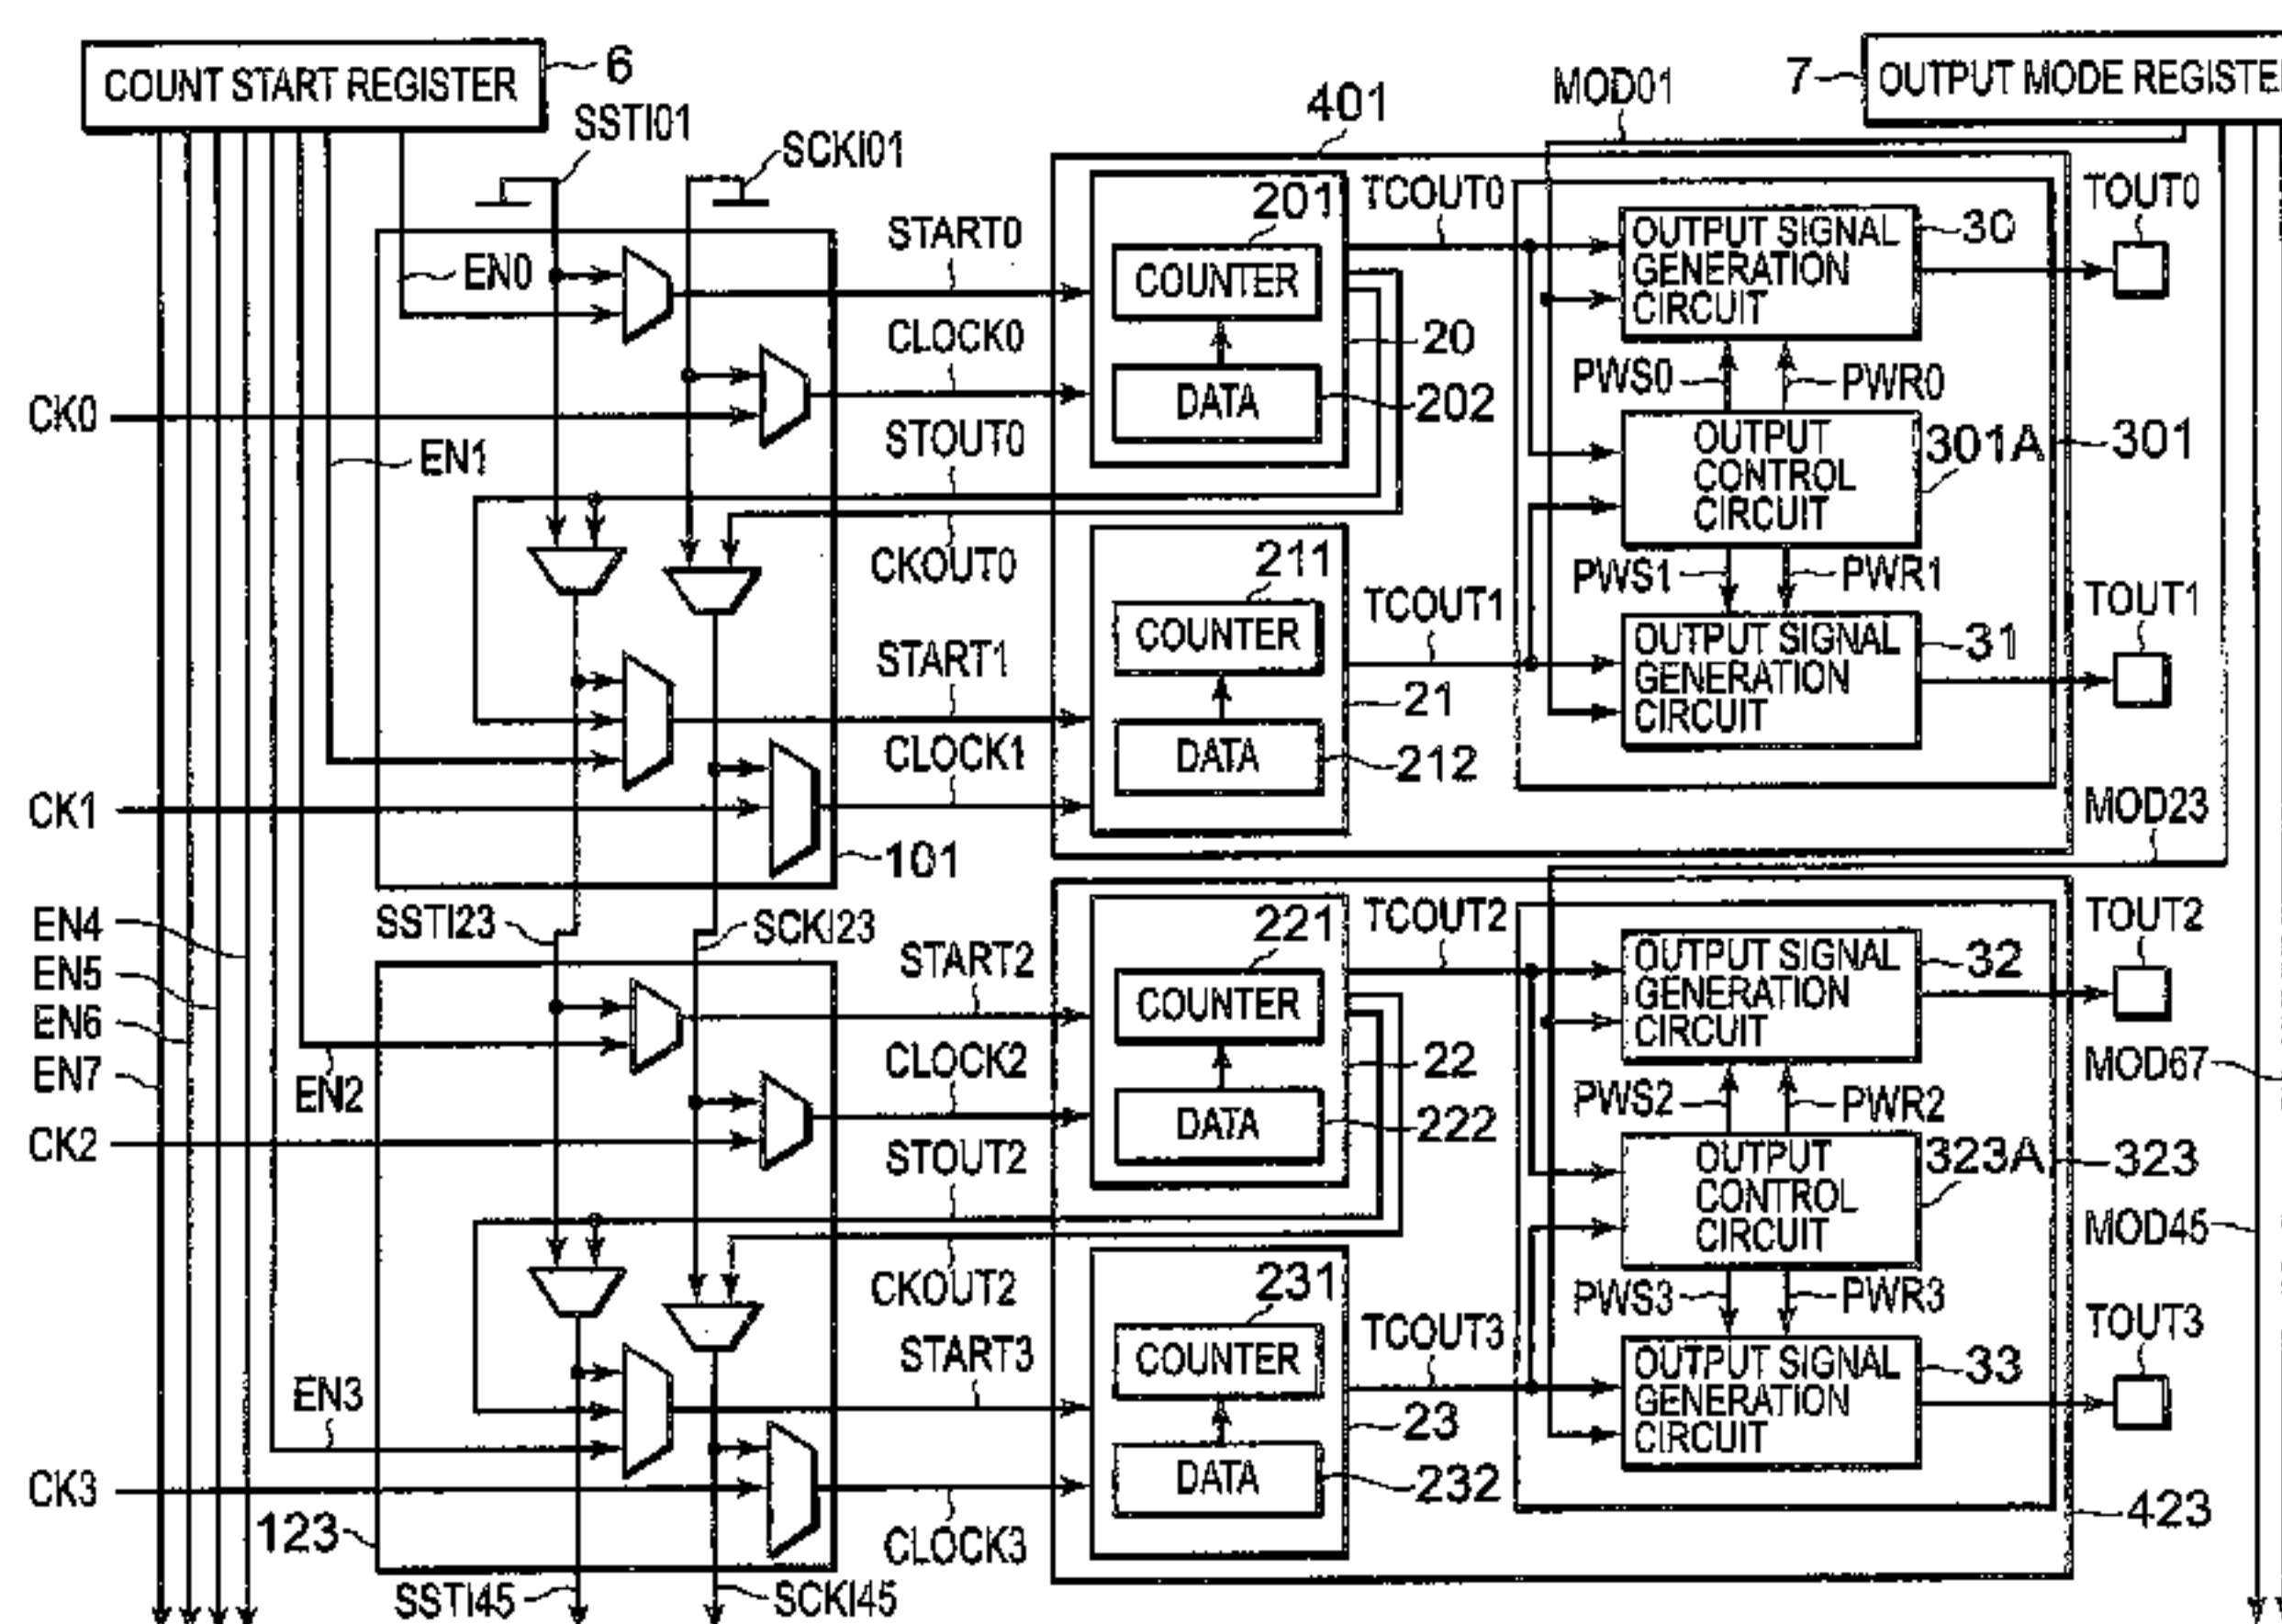 COUNT START REGISTER
6
SSTI01
SCKI01
401
MOD01
7
OUTPUT MODE REGISTE
EN0
START0
CLOCK0
STOUT0
CKOUT0
START1
CLOCK1
CK0
EN1
CK1
101
201
COUNTER
DATA
20
202
211
COUNTER
DATA
21
212
TCOUT0
TCOUT1
OUTPUT SIGNAL
GENERATION
CIRCUIT
30
PWS0
PWR0
OUTPUT
CONTROL
CIRCUIT
301A
301
PWS1
PWR1
OUTPUT SIGNAL
GENERATION
CIRCUIT
31
TOUT0
TOUT1
MOD23
EN4
EN5
EN6
EN7
SSTI23
SCKI23
EN2
CK2
EN3
CK3
123
SSTI45
SCKI45
START2
CLOCK2
STOUT2
CKOUT2
START3
CLOCK3
221
COUNTER
DATA
22
222
231
COUNTER
DATA
23
232
TCOUT2
TCOUT3
OUTPUT SIGNAL
GENERATION
CIRCUIT
32
PWS2
PWR2
OUTPUT
CONTROL
CIRCUIT
323A
323
PWS3
PWR3
OUTPUT SIGNAL
GENERATION
CIRCUIT
33
TOUT2
MOD67
MOD45
TOUT3
423